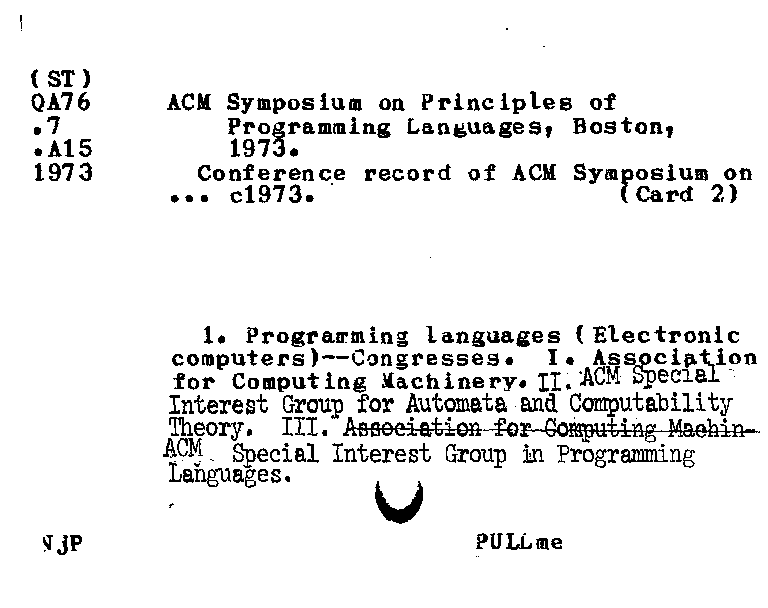 (ST)
QA76 ACM Symposium on Principles of
.7 Programming Languages, Boston,
.A15 1973.
1973 Conference record of ACM Symposium on
... c1973. (Card 2)
1. Programming languages (Electronic
computers)--Congresses. I. Association
for Computing Machinery. II. ACM Special
Interest Group for Automata and Computability
Theory. III. Association for Computing Machin-
ACM Special Interest Group in Programming
Languages.
NjP PULLme